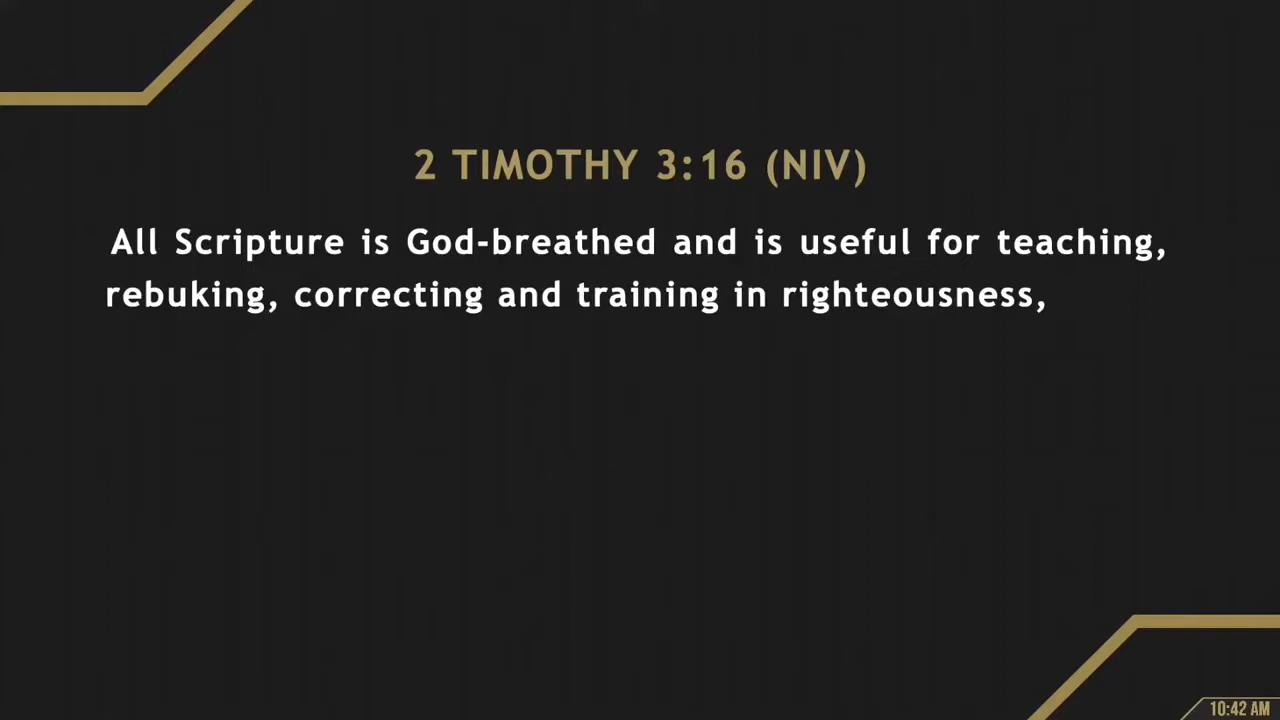 2 TIMOTHY 3:16 (NIV)
All Scripture is God-breathed and is useful for teaching,
rebuking, correcting and training in righteousness,
10:42 AM